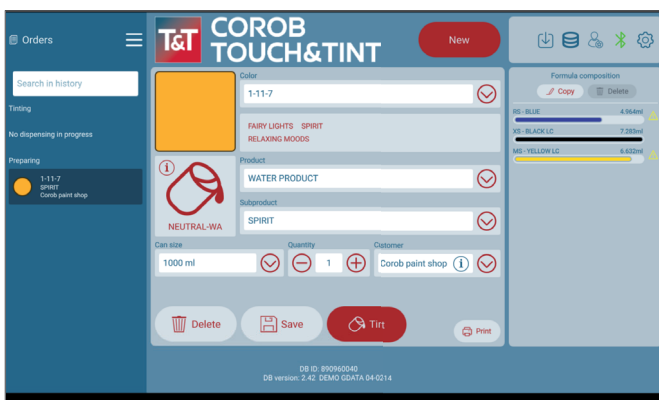 Orders
Search in history
Tinting
No dispensing in progress
Preparing
1-11-7
SPIRIT
Corob paint shop
T&T
COROB
TOUCH&TINT
New
Color
1-11-7
FAIRY LIGHTS SPIRIT
RELAXING MOODS
Product
WATER PRODUCT
NEUTRAL-WA
Subproduct
SPIRIT
Can size
1000 ml
Quantity
1
Customer
Corob paint shop
Delete
Save
Tint
Print
Formula composition
Copy
Delete
RS - BLUE 4.964ml
XS - BLACK LC 7.283ml
MS - YELLOW LC 6.632ml
DB ID: 890960040
DB version: 2.42 DEMO GDATA 04-0214